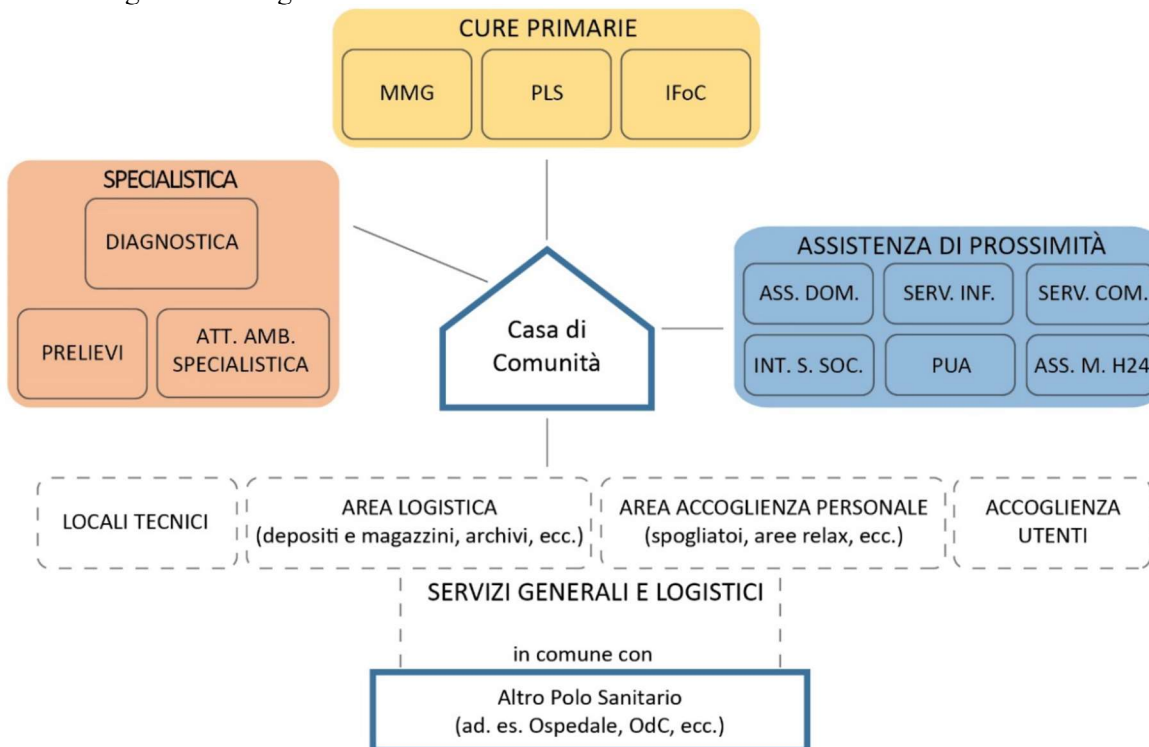 CURE PRIMARIE
MMG
PLS
IFoC
SPECIALISTICA
DIAGNOSTICA
PRELIEVI
ATT. AMB.
SPECIALISTICA
ASSISTENZA DI PROSSIMITÀ
ASS. DOM.
SERV. INF.
SERV. COM.
INT. S. SOC.
PUA
ASS. M. H24
Casa di
Comunità
LOCALI TECNICI
AREA LOGISTICA
(depositi e magazzini, archivi, ecc.)
AREA ACCOGLIENZA PERSONALE
(spogliatoi, aree relax, ecc.)
ACCOGLIENZA
UTENTI
SERVIZI GENERALI E LOGISTICI
in comune con
Altro Polo Sanitario
(ad. es. Ospedale, OdC, ecc.)